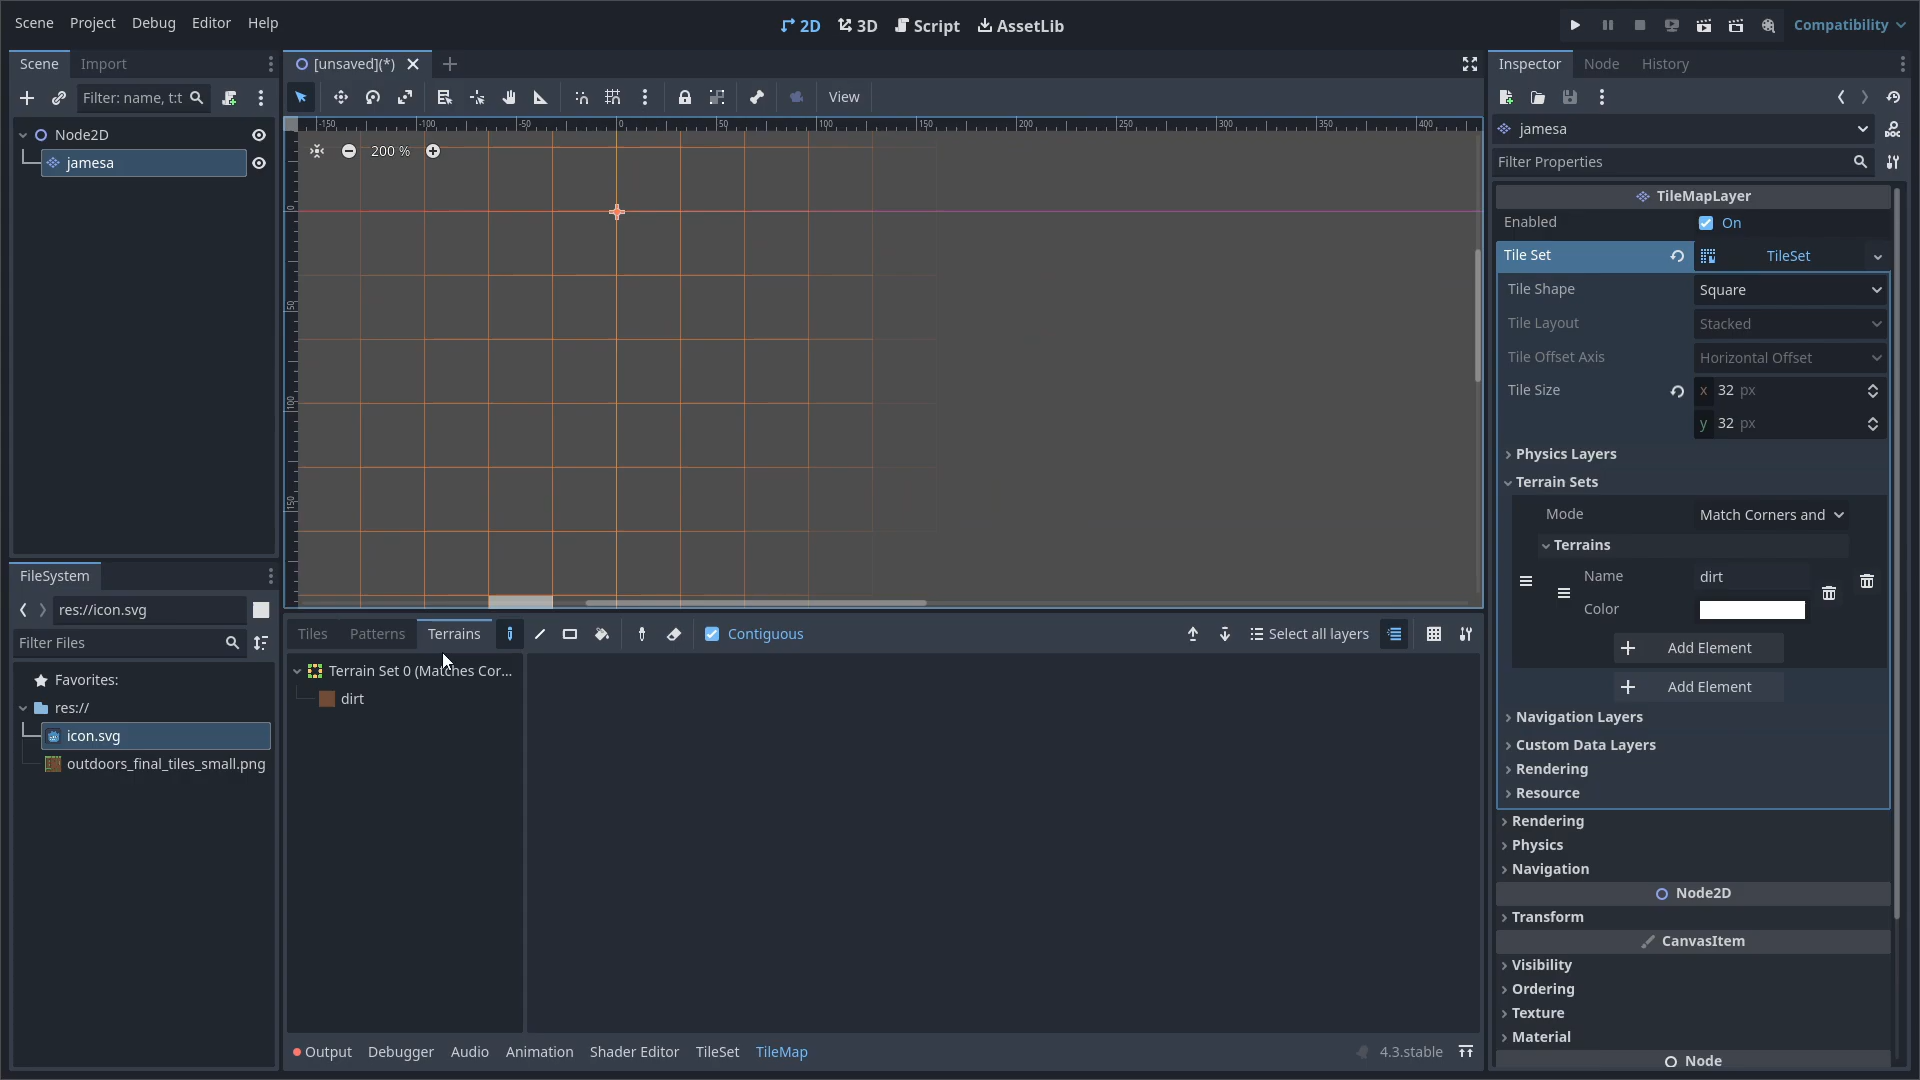 Scene Project Debug Editor Help
2D 3D Script AssetLib
Compatibility
Scene Import
Filter: name, t:t
Node2D
jamesa
FileSystem
res://icon.svg
Filter Files
Favorites:
res://
icon.svg
outdoors_final_tiles_small.png
[unsaved](*)
View
-150 -100 -50 0 50 100 150 200 250 300 350 400
200 %
0
50
100
150
Tiles Patterns Terrains Contiguous Select all layers
Terrain Set 0 (Matches Cor...
dirt
Output Debugger Audio Animation Shader Editor TileSet TileMap 4.3.stable
Inspector Node History
jamesa
Filter Properties
TileMapLayer
Enabled On
Tile Set TileSet
Tile Shape Square
Tile Layout Stacked
Tile Offset Axis Horizontal Offset
Tile Size x 32 px
y 32 px
Physics Layers
Terrain Sets
Mode Match Corners and
Terrains
Name dirt
Color
Add Element
Add Element
Navigation Layers
Custom Data Layers
Rendering
Resource
Rendering
Physics
Navigation
Node2D
Transform
CanvasItem
Visibility
Ordering
Texture
Material
Node